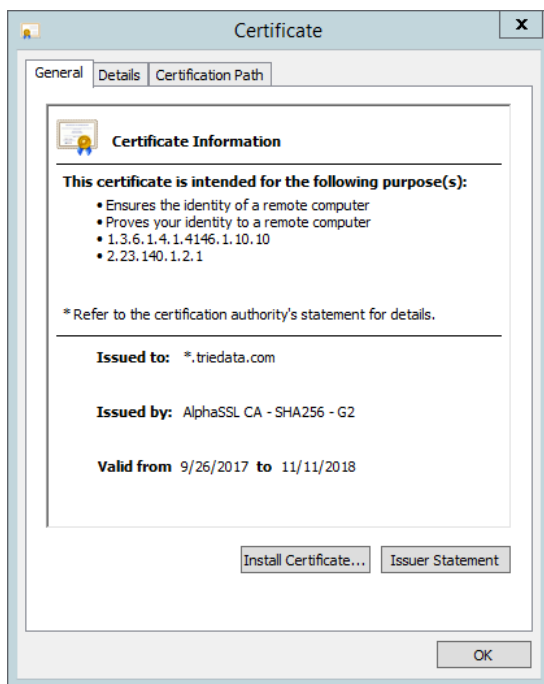 Certificate
x
General Details Certification Path
Certificate Information
This certificate is intended for the following purpose(s):
• Ensures the identity of a remote computer
• Proves your identity to a remote computer
• 1.3.6.1.4.1.4146.1.10.10
• 2.23.140.1.2.1
* Refer to the certification authority's statement for details.
Issued to: *.triedata.com
Issued by: AlphaSSL CA - SHA256 - G2
Valid from 9/26/2017 to 11/11/2018
Install Certificate... Issuer Statement
OK